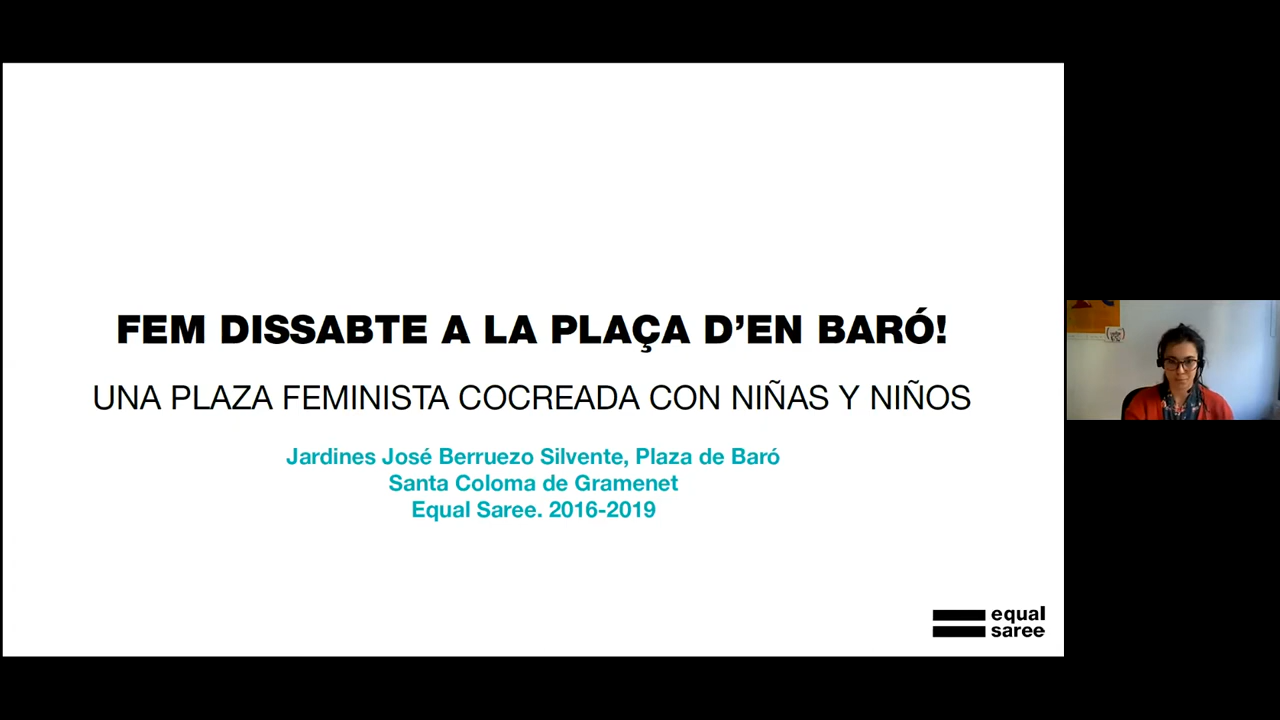 FEM DISSABTE A LA PLAÇA D’EN BARÓ!
UNA PLAZA FEMINISTA COCREADA CON NIÑAS Y NIÑOS
Jardines José Berruezo Silvente, Plaza de Baró
Santa Coloma de Gramenet
Equal Saree. 2016-2019
equal
saree